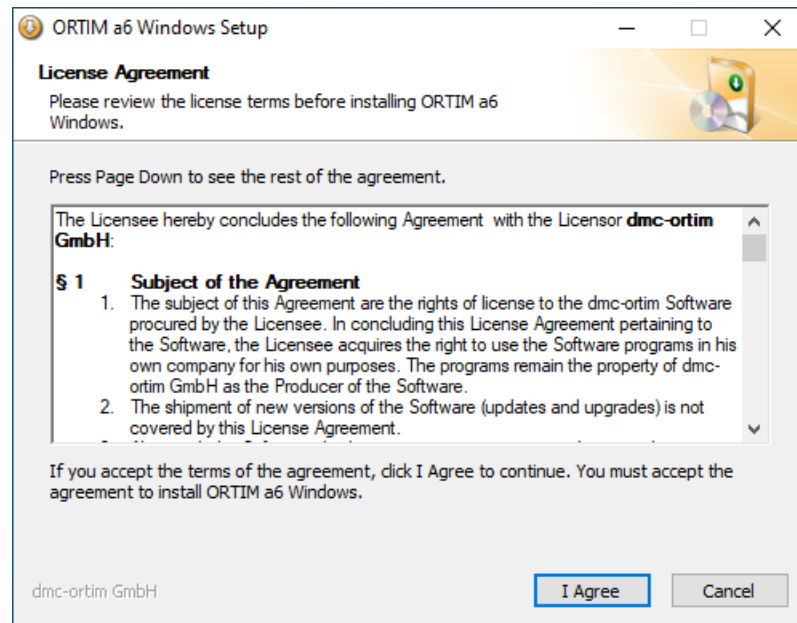 ORTIM a6 Windows Setup
License Agreement
Please review the license terms before installing ORTIM a6
Windows.
Press Page Down to see the rest of the agreement.
The Licensee hereby concludes the following Agreement with the Licensor dmc-ortim
GmbH:
§ 1 Subject of the Agreement
1. The subject of this Agreement are the rights of license to the dmc-ortim Software
procured by the Licensee. In concluding this License Agreement pertaining to
the Software, the Licensee acquires the right to use the Software programs in his
own company for his own purposes. The programs remain the property of dmc-
ortim GmbH as the Producer of the Software.
2. The shipment of new versions of the Software (updates and upgrades) is not
covered by this License Agreement.
If you accept the terms of the agreement, click I Agree to continue. You must accept the
agreement to install ORTIM a6 Windows.
dmc-ortim GmbH
I Agree
Cancel